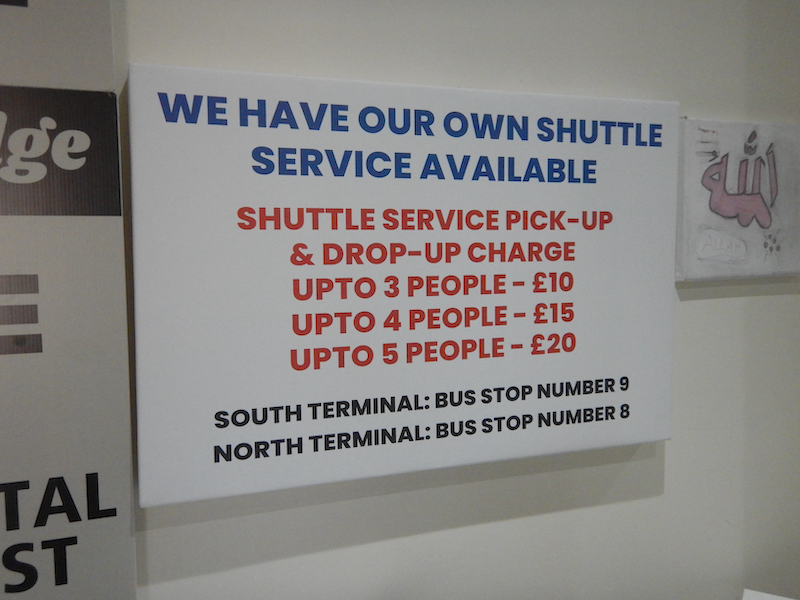 WE HAVE OUR OWN SHUTTLE
SERVICE AVAILABLE
SHUTTLE SERVICE PICK-UP
& DROP-UP CHARGE
UPTO 3 PEOPLE - £10
UPTO 4 PEOPLE - £15
UPTO 5 PEOPLE - £20
SOUTH TERMINAL: BUS STOP NUMBER 9
NORTH TERMINAL: BUS STOP NUMBER 8
الله